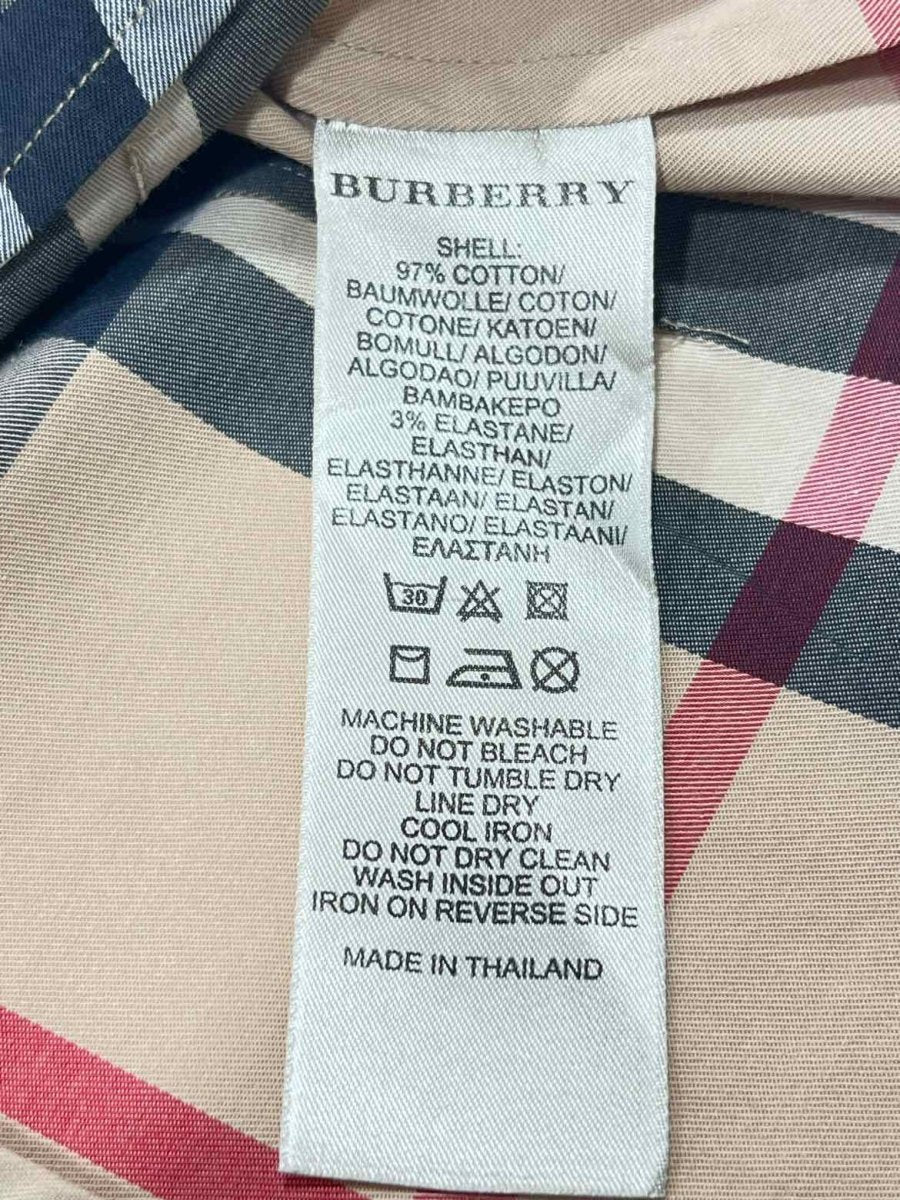 BURBERRY
SHELL:
97% COTTON/
BAUMWOLLE/ COTON/
COTONE/ KATOEN/
BOMULL/ ALGODON/
ALGODAO/ PUUVILLA/
BAMBAKEPO
3% ELASTANE/
ELASTHAN/
ELASTHANNE/ ELASTON/
ELASTAAN/ ELASTAN/
ELASTANO/ ELASTAANI/
ΕΛΑΣΤΑΝΗ
30
MACHINE WASHABLE
DO NOT BLEACH
DO NOT TUMBLE DRY
LINE DRY
COOL IRON
DO NOT DRY CLEAN
WASH INSIDE OUT
IRON ON REVERSE SIDE
MADE IN THAILAND